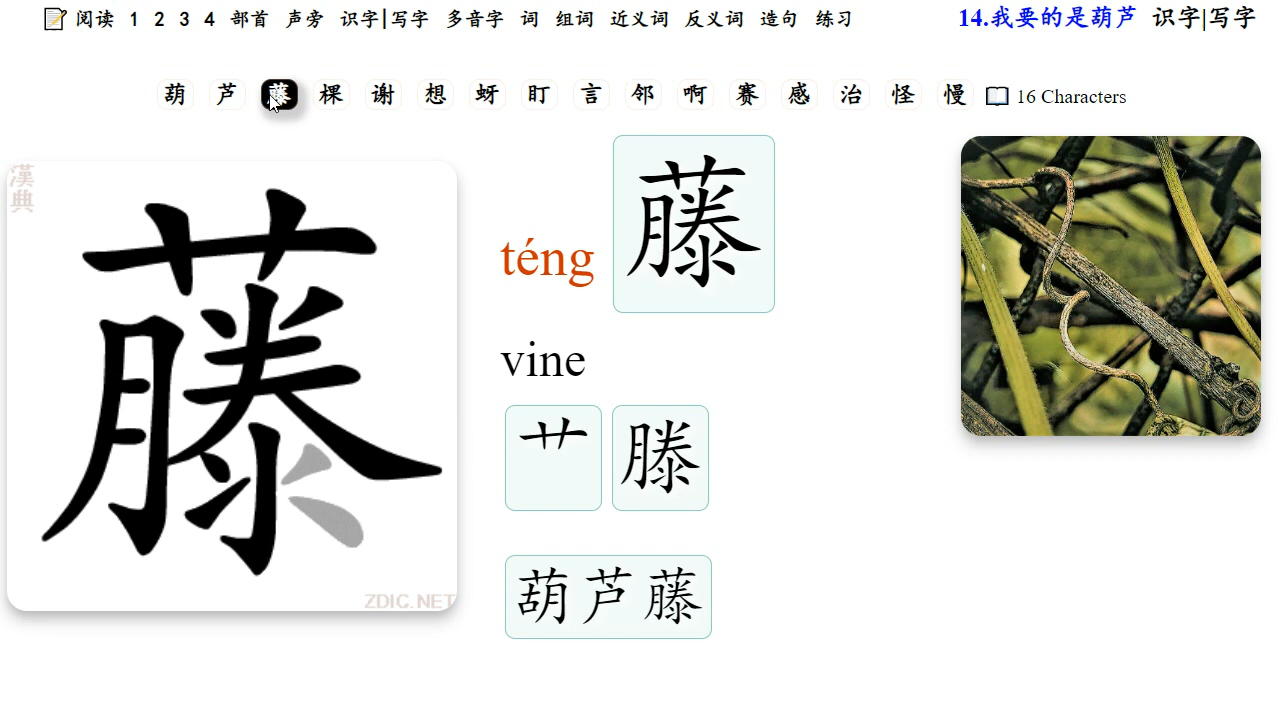 📝 阅读 1 2 3 4 部首 声旁 识字|写字 多音字 词 组词 近义词 反义词 造句 练习 14.我要的是葫芦 识字|写字
葫 芦 藤 棵 谢 想 蚜 盯 言 邻 啊 赛 感 治 怪 慢 📖 16 Characters
漢典
藤
ZDIC.NET
téng 藤
vine
艹 滕
葫芦藤